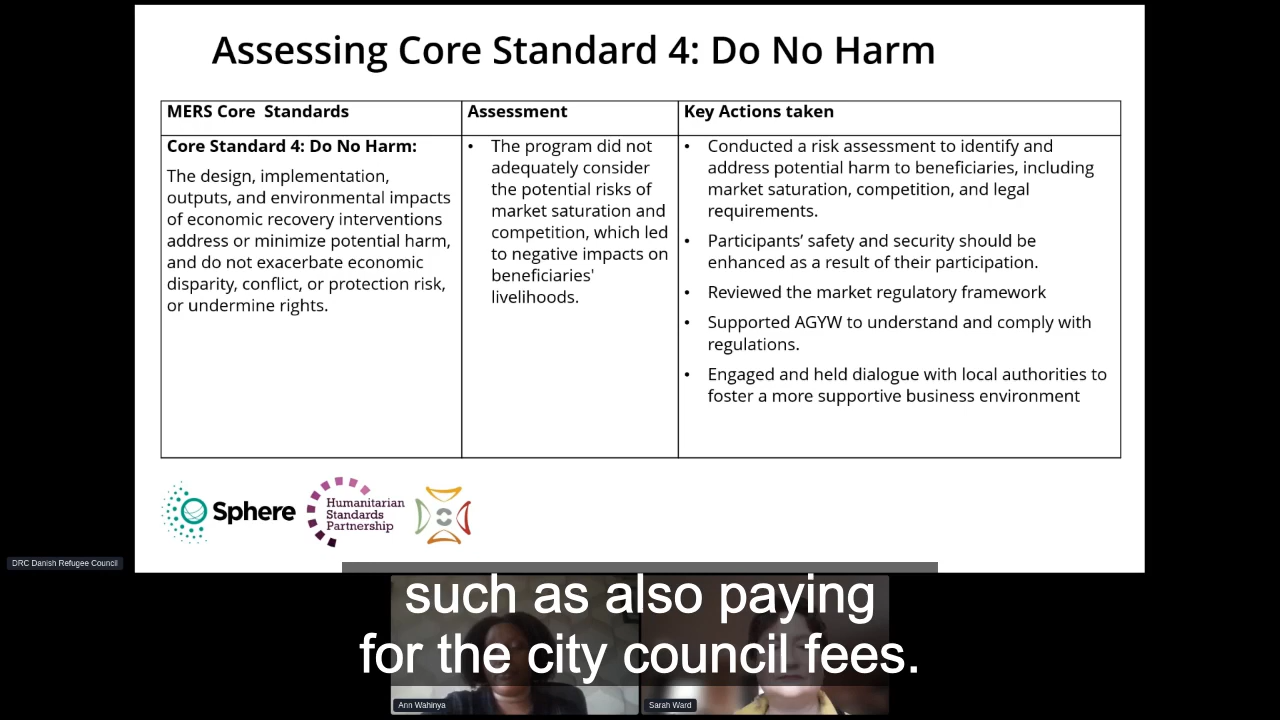 Assessing Core Standard 4: Do No Harm
MERS Core Standards
Assessment
Key Actions taken
Core Standard 4: Do No Harm:
The design, implementation,
outputs, and environmental impacts
of economic recovery interventions
address or minimize potential harm,
and do not exacerbate economic
disparity, conflict, or protection risk,
or undermine rights.
• The program did not
adequately consider
the potential risks of
market saturation and
competition, which led
to negative impacts on
beneficiaries'
livelihoods.
• Conducted a risk assessment to identify and
address potential harm to beneficiaries, including
market saturation, competition, and legal
requirements.
• Participants’ safety and security should be
enhanced as a result of their participation.
• Reviewed the market regulatory framework
• Supported AGYW to understand and comply with
regulations.
• Engaged and held dialogue with local authorities to
foster a more supportive business environment
Sphere
Humanitarian
Standards
Partnership
DRC Danish Refugee Council
such as also paying
for the city council fees.
Ann Wahinya
Sarah Ward